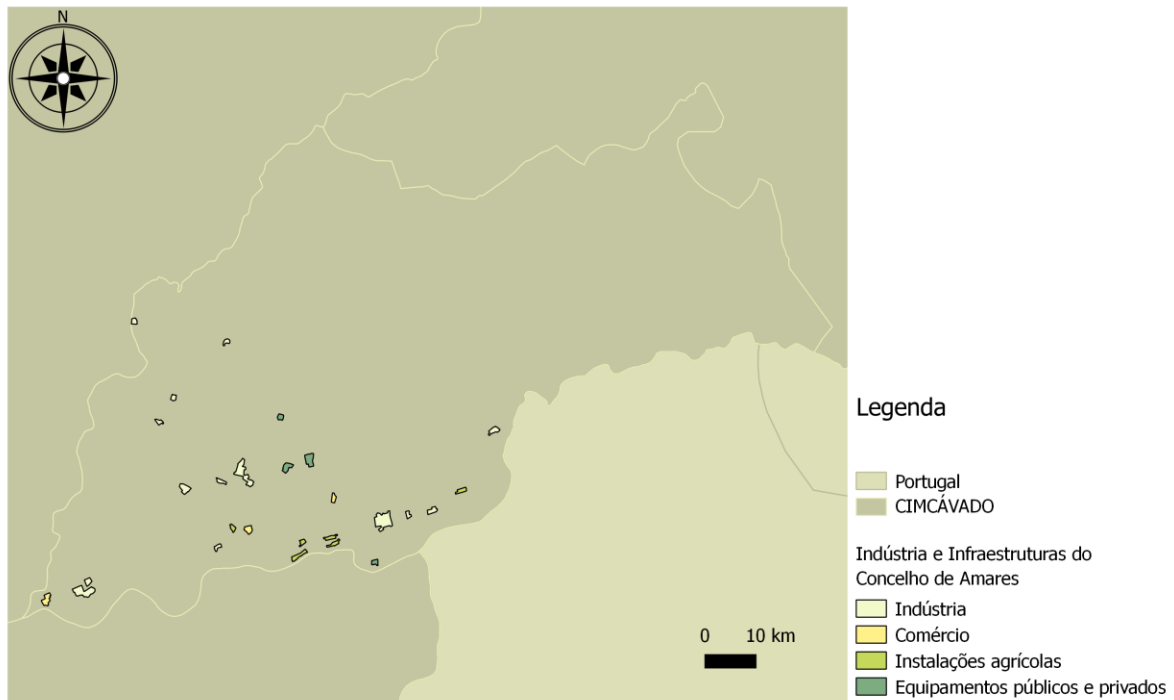 N
0 10 km
Legenda
Portugal
CIMCÁVADO
Indústria e Infraestruturas do
Concelho de Amares
Indústria
Comércio
Instalações agrícolas
Equipamentos públicos e privados